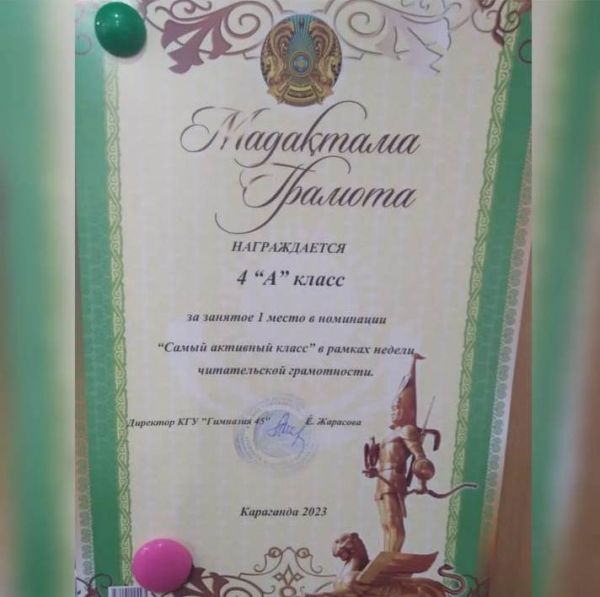 Мадақтама
Грамота
НАГРАЖДАЕТСЯ
4 “А” класс
за занятое 1 место в номинации
“Самый активный класс” в рамках недели
читательской грамотности.
Директор КГУ "Гимназия 45" Ё. Жарасова
Караганда 2023